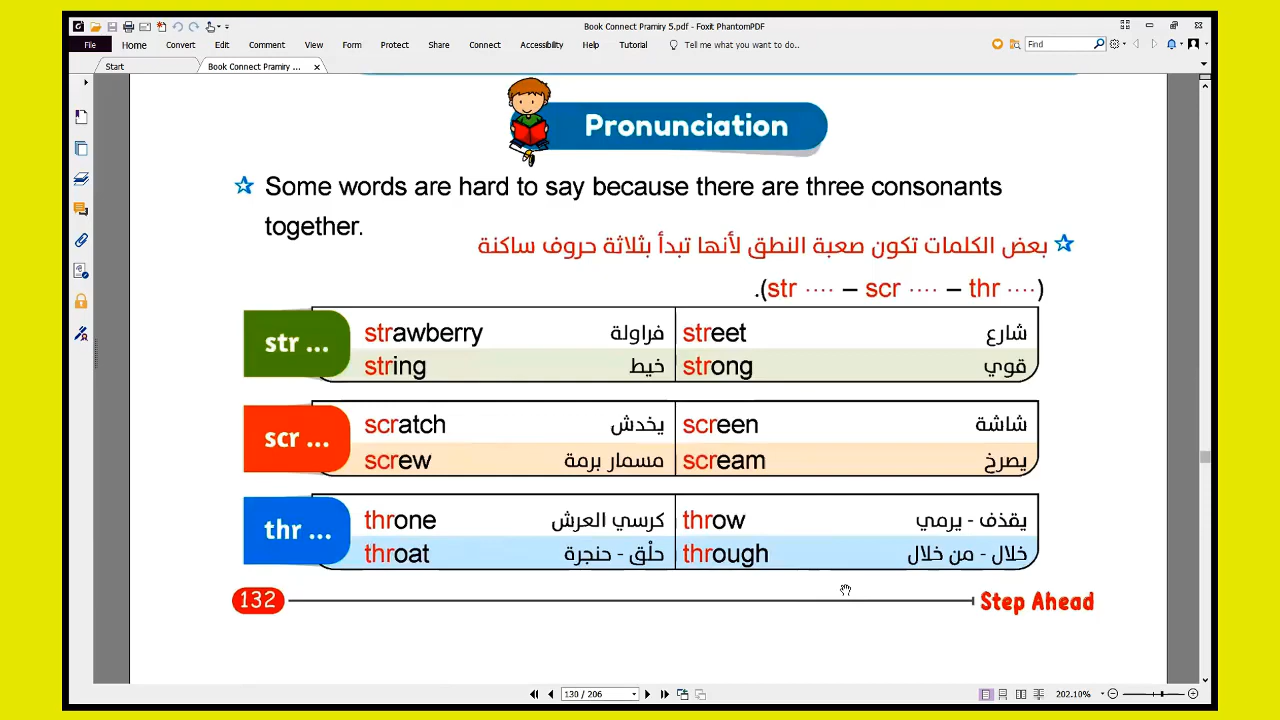 Book Connect Pramiry 5.pdf - Foxit PhantomPDF
File Home Convert Edit Comment View Form Protect Share Connect Accessibility Help Tutorial Tell me what you want to do.. Find
Start Book Connect Pramiry ...
Pronunciation
Some words are hard to say because there are three consonants
together.
بعض الكلمات تكون صعبة النطق لأنها تبدأ بثلاثة حروف ساكنة
(str ···· – scr ···· – thr ····).
str ...
strawberry فراولة street شارع
string خيط strong قوي
scr ...
scratch يخدش screen شاشة
screw مسمار برمة scream يصرخ
thr ...
throne كرسي العرش throw يقذف - يرمي
throat حلْق - حنجرة through خلال - من خلال
132 Step Ahead
130 / 206 202.10%